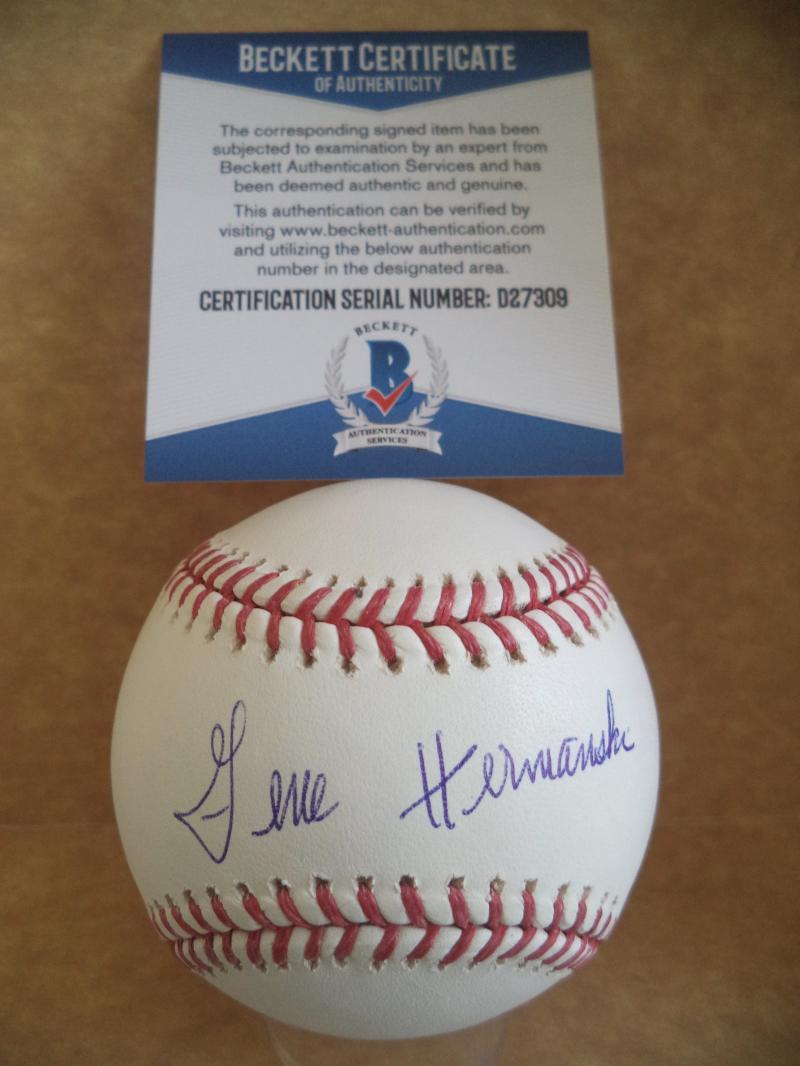 BECKETT CERTIFICATE
OF AUTHENTICITY
The corresponding signed item has been
subjected to examination by an expert from
Beckett Authentication Services and has
been deemed authentic and genuine.
This authentication can be verified by
visiting www.beckett-authentication.com
and utilizing the below authentication
number in the designated area.
CERTIFICATION SERIAL NUMBER: D27309
BECKETT
B
AUTHENTICATION
SERVICES
Gene Hermanski